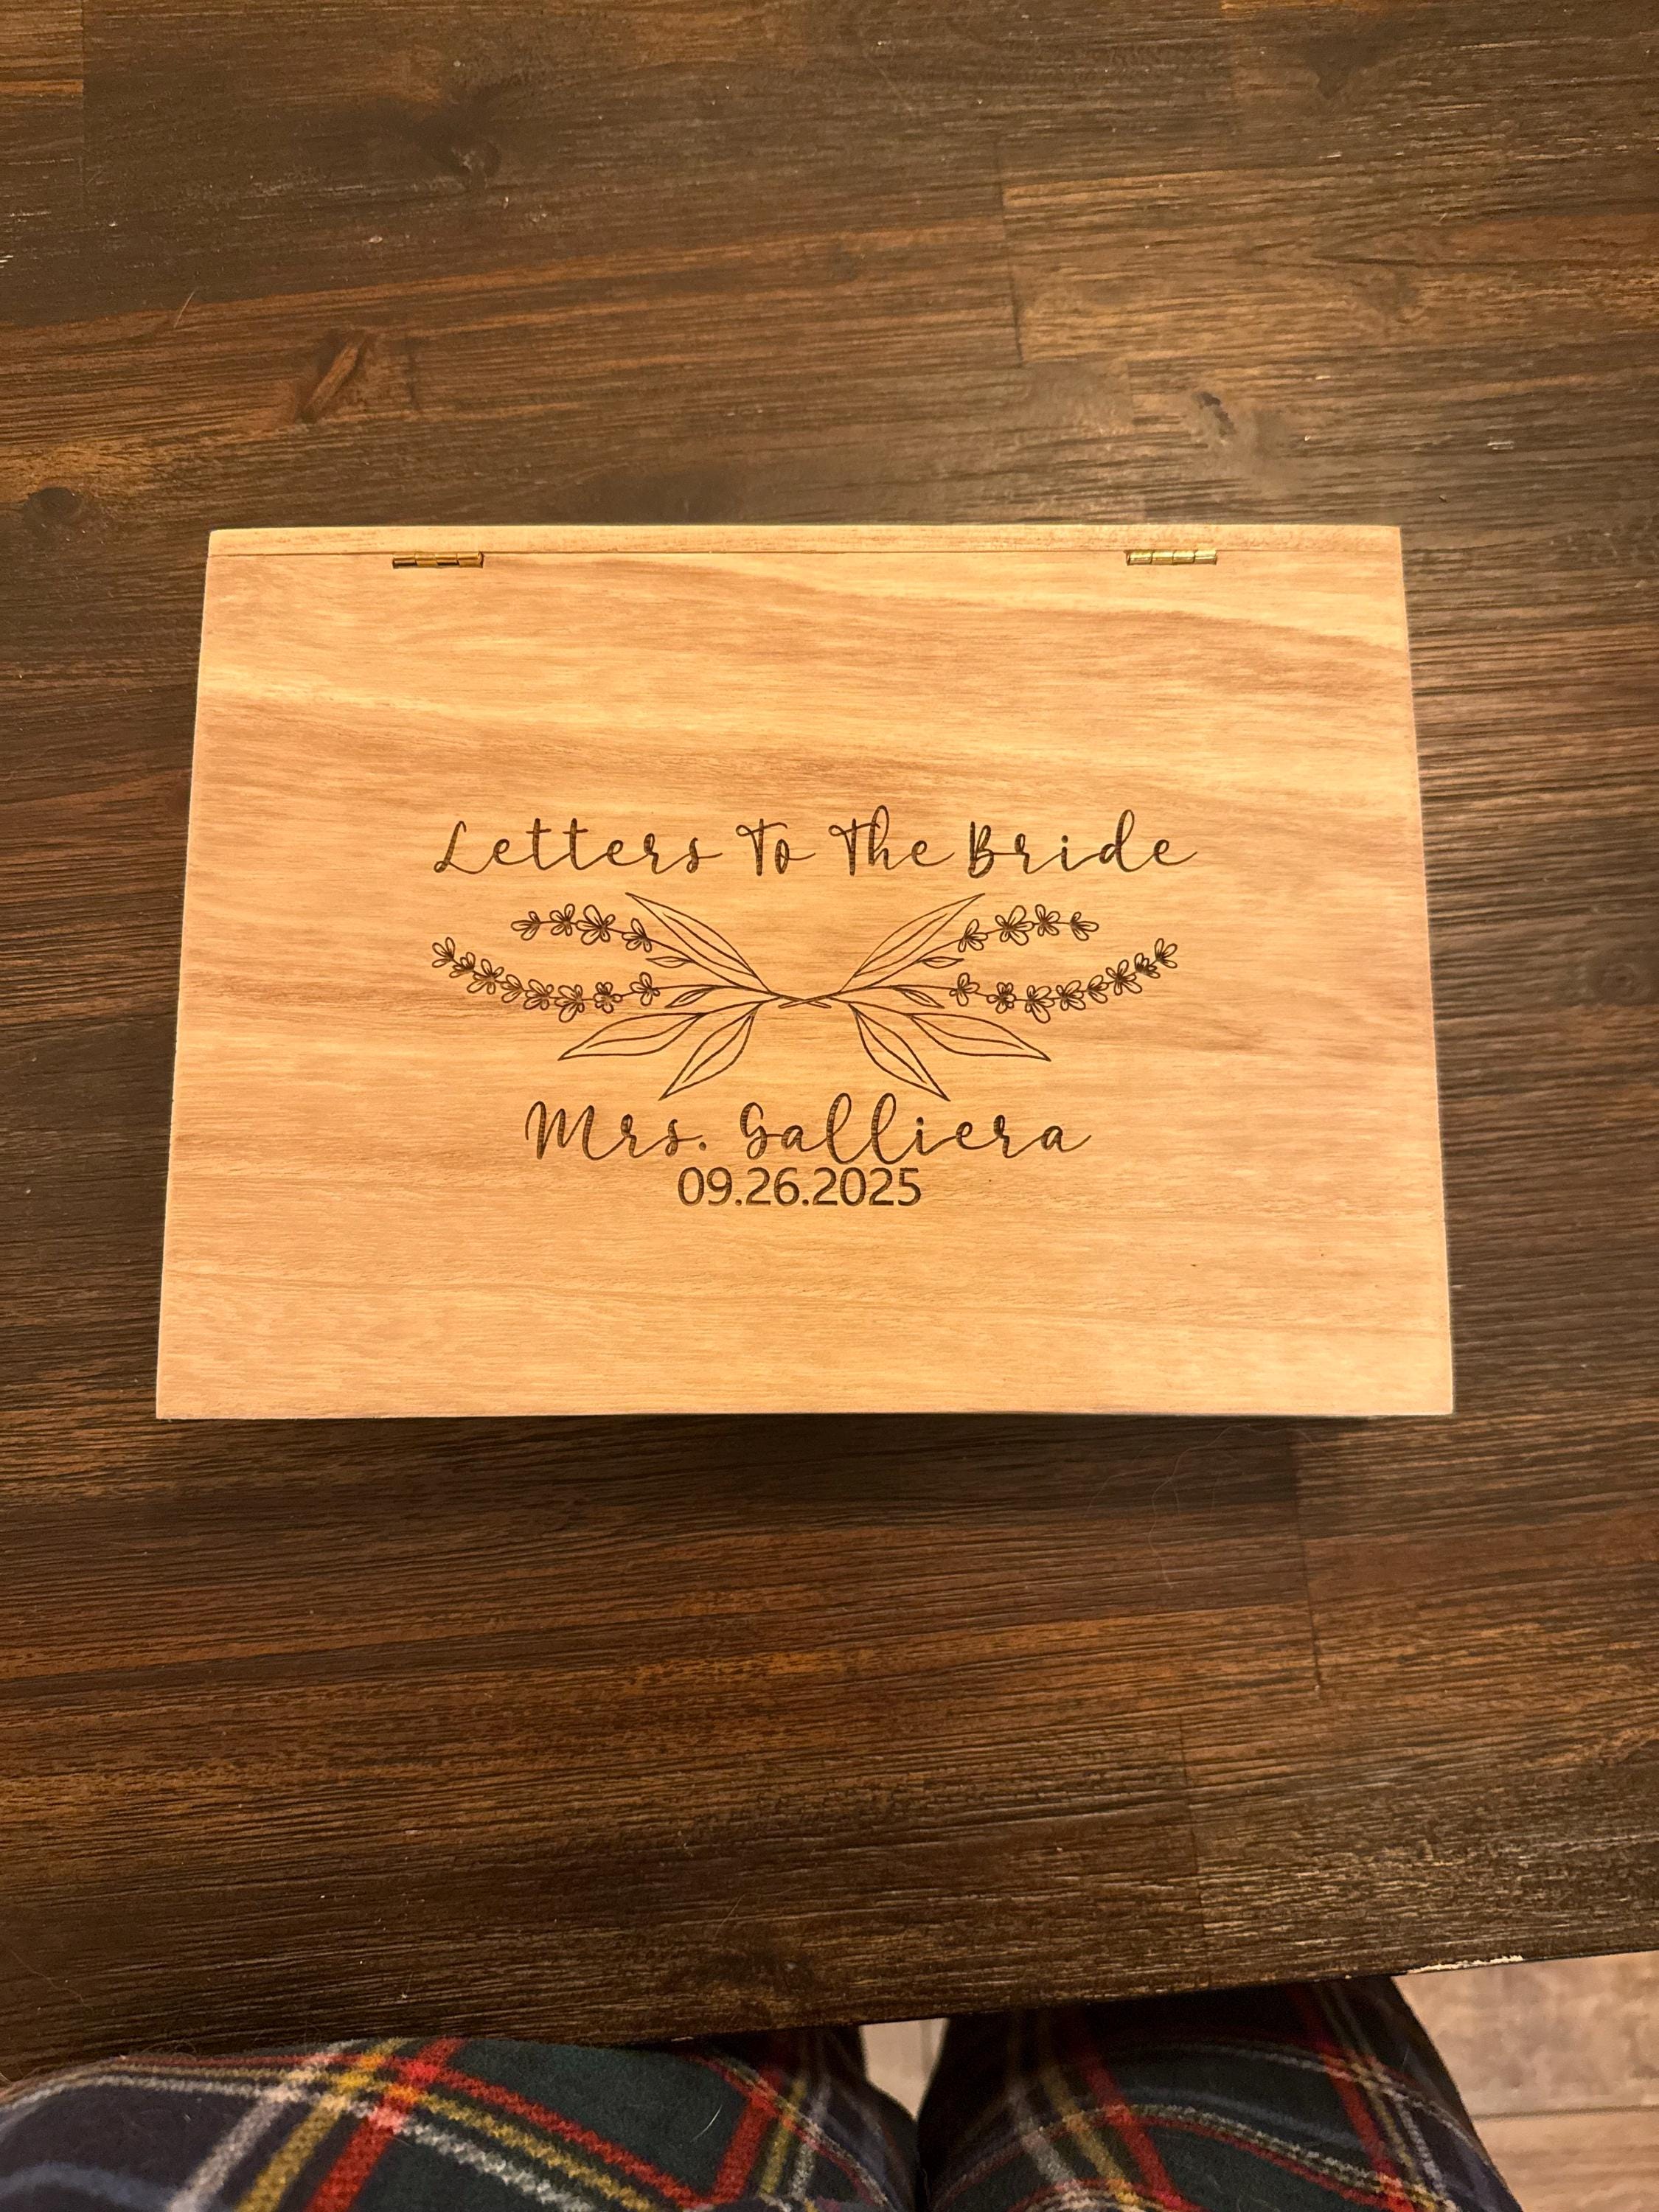 Letters To The Bride
Mrs. Galliera
09.26.2025